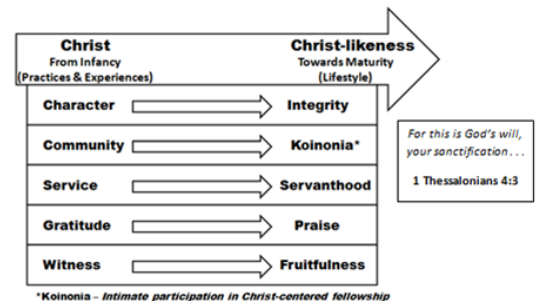 Christ
From Infancy
(Practices & Experiences)
Christ-likeness
Towards Maturity
(Lifestyle)
Character Integrity
Community Koinonia*
Service Servanthood
Gratitude Praise
Witness Fruitfulness
For this is God's will,
your sanctification . . .
1 Thessalonians 4:3
*Koinonia – Intimate participation in Christ-centered fellowship